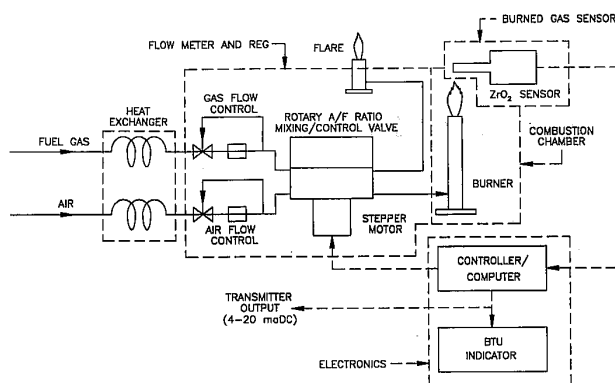 BURNED GAS SENSOR
FLOW METER AND REG
FLARE
ZrO₂ SENSOR
HEAT
EXCHANGER
GAS FLOW
CONTROL
ROTARY A/F RATIO
MIXING/CONTROL VALVE
FUEL GAS
COMBUSTION
CHAMBER
BURNER
AIR
AIR FLOW
CONTROL
STEPPER
MOTOR
CONTROLLER/
COMPUTER
TRANSMITTER
OUTPUT
(4-20 maDC)
BTU
INDICATOR
ELECTRONICS